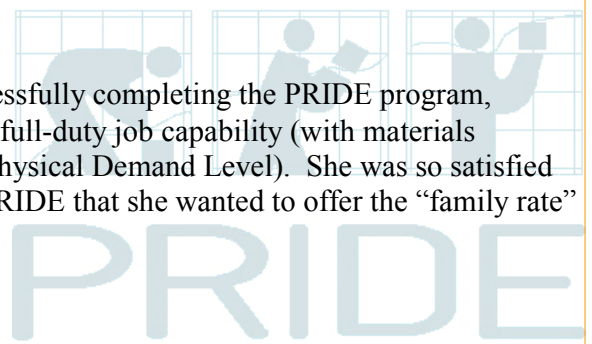 essfully completing the PRIDE program,
full-duty job capability (with materials
hysical Demand Level). She was so satisfied
RIDE that she wanted to offer the “family rate”
PRIDE